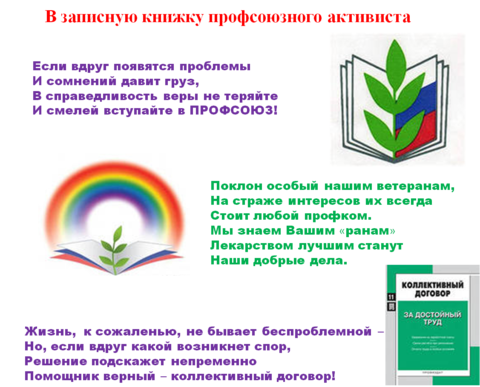 В записную книжку профсоюзного активиста
Если вдруг появятся проблемы
И сомнений давит груз,
В справедливость веры не теряйте
И смелей вступайте в ПРОФСОЮЗ!
Поклон особый нашим ветеранам,
На страже интересов их всегда
Стоит любой профком.
Мы знаем Вашим «ранам»
Лекарством лучшим станут
Наши добрые дела.
КОЛЛЕКТИВНЫЙ
ДОГОВОР
11
ЗА ДОСТОЙНЫЙ
ТРУД
Жизнь, к сожаленью, не бывает беспроблемной –
Но, если вдруг какой возникнет спор,
Решение подскажет непременно
Помощник верный – коллективный договор!